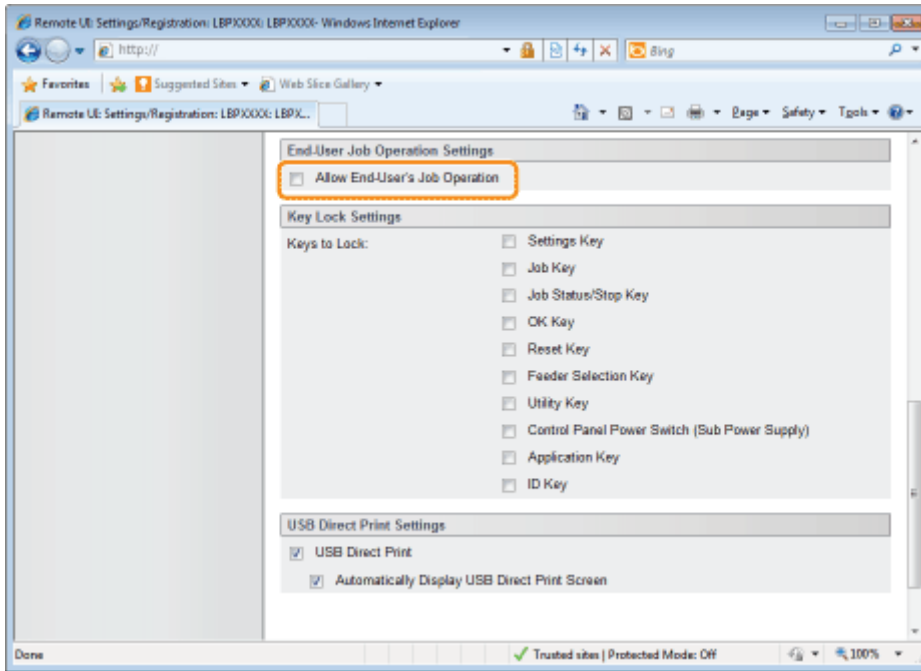 Remote UI: Settings/Registration: LBPXXXX: LBPXXXX- Windows Internet Explorer
http://
Bing
Favorites Suggested Sites Web Slice Gallery
Remote UI: Settings/Registration: LBPXXXX: LBPX...
Page Safety Tools
End-User Job Operation Settings
Allow End-User's Job Operation
Key Lock Settings
Keys to Lock: Settings Key
Job Key
Job Status/Stop Key
OK Key
Reset Key
Feeder Selection Key
Utility Key
Control Panel Power Switch (Sub Power Supply)
Application Key
ID Key
USB Direct Print Settings
USB Direct Print
Automatically Display USB Direct Print Screen
Done Trusted sites | Protected Mode: Off 100%